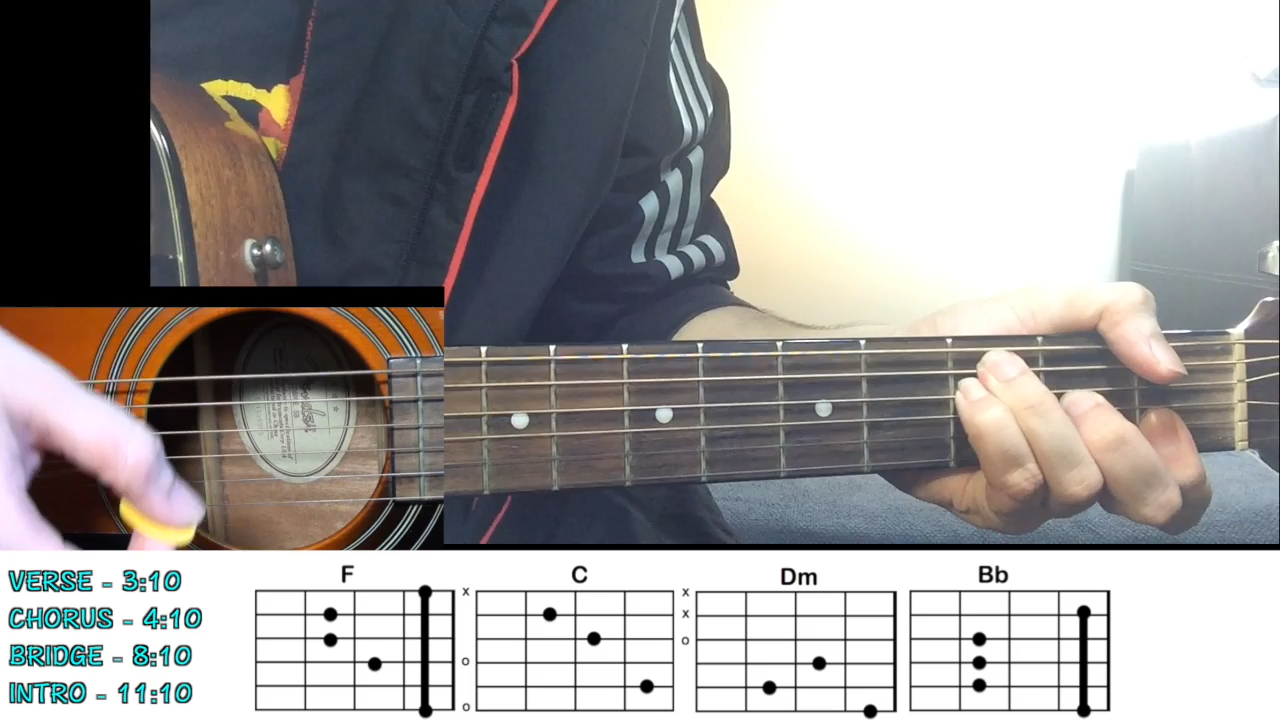 VERSE - 3:10
CHORUS - 4:10
BRIDGE - 8:10
INTRO - 11:10
F
C
Dm
Bb
x
o
o
x
x
o